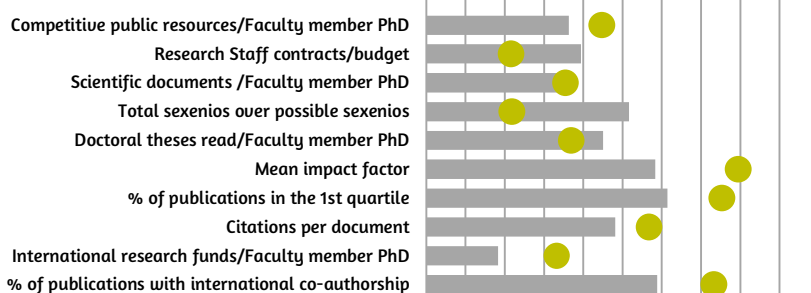 Competitive public resources/Faculty member PhD
Research Staff contracts/budget
Scientific documents /Faculty member PhD
Total sexenios over possible sexenios
Doctoral theses read/Faculty member PhD
Mean impact factor
% of publications in the 1st quartile
Citations per document
International research funds/Faculty member PhD
% of publications with international co-authorship